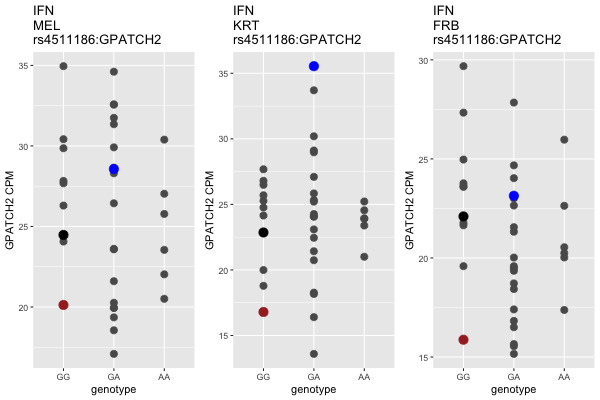 IFN
MEL
rs4511186:GPATCH2
35
30
25
20
GPATCH2 CPM
GG GA AA
genotype
IFN
KRT
rs4511186:GPATCH2
35
30
25
20
15
GPATCH2 CPM
GG GA AA
genotype
IFN
FRB
rs4511186:GPATCH2
30
25
20
15
GPATCH2 CPM
GG GA AA
genotype